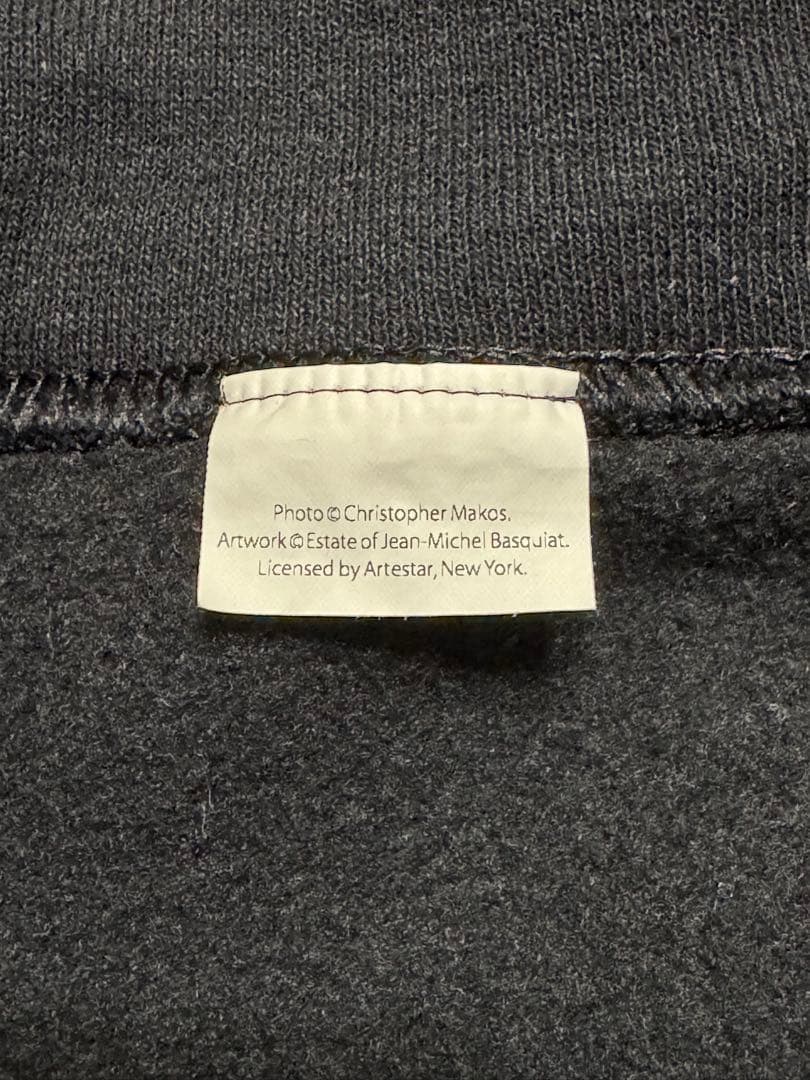 Photo © Christopher Makos.
Artwork © Estate of Jean-Michel Basquiat.
Licensed by Artestar, New York.